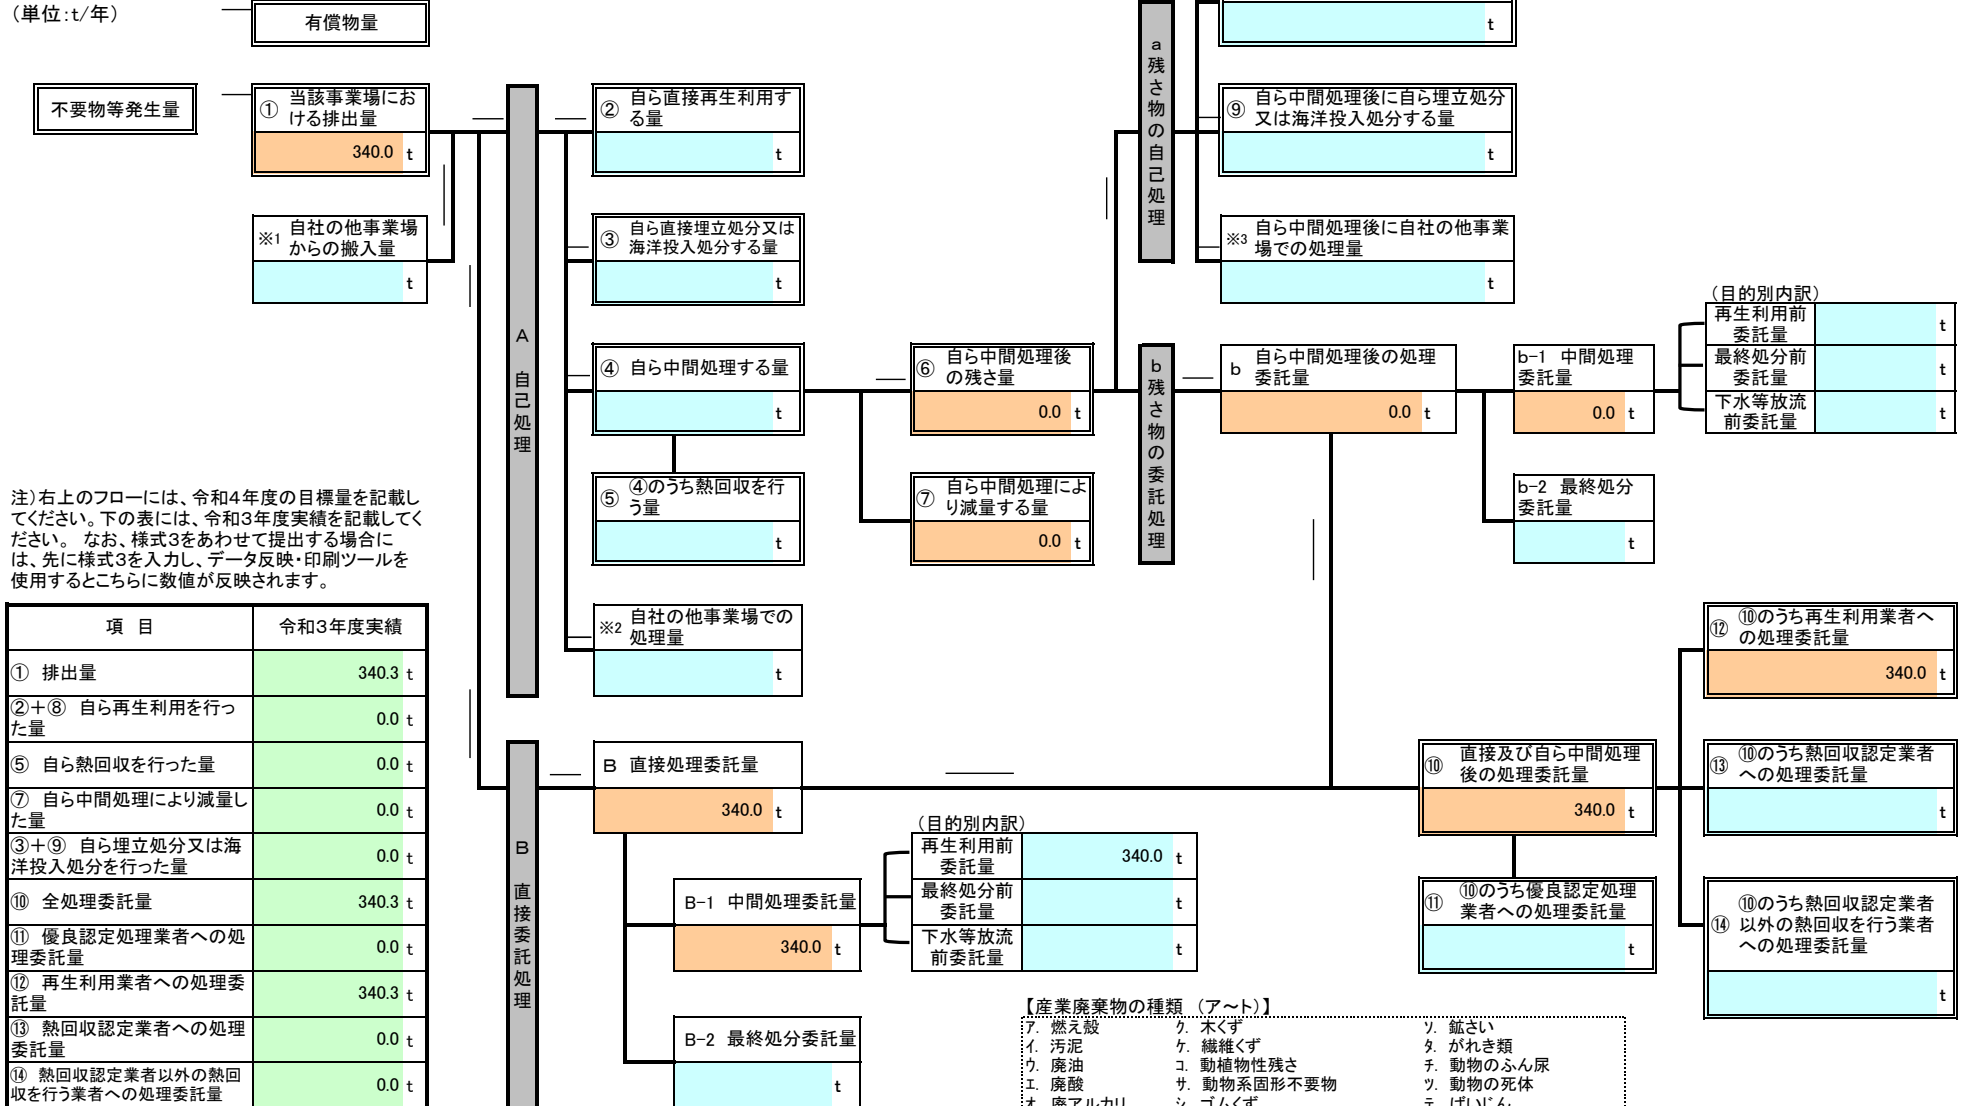 （単位：t/年）
有償物量
t
不要物等発生量
① 当該事業場にお
ける排出量
340.0 t
※1 自社の他事業場
からの搬入量
t
A 自己処理
② 自ら直接再生利用す
る量
t
③ 自ら直接埋立処分又は
海洋投入処分する量
t
④ 自ら中間処理する量
t
⑤ ④のうち熱回収を行
う量
t
※2 自社の他事業場での
処理量
t
⑥ 自ら中間処理後
の残さ量
0.0 t
⑦ 自ら中間処理によ
り減量する量
0.0 t
a残さ物の自己処理
⑨ 自ら中間処理後に自ら埋立処分
又は海洋投入処分する量
t
※3 自ら中間処理後に自社の他事業
場での処理量
t
b残さ物の委託処理
b 自ら中間処理後の処理
委託量
0.0 t
b-1 中間処理
委託量
0.0 t
（目的別内訳）
再生利用前
委託量
t
最終処分前
委託量
t
下水等放流
前委託量
t
b-2 最終処分
委託量
t
注）右上のフローには、令和４年度の目標量を記載し
てください。下の表には、令和３年度実績を記載してく
ださい。 なお、様式３をあわせて提出する場合に
は、先に様式３を入力し、データ反映・印刷ツールを
使用するとこちらに数値が反映されます。
項 目 令和３年度実績
① 排出量 340.3 t
②＋⑧ 自ら再生利用を行っ
た量
0.0 t
⑤ 自ら熱回収を行った量 0.0 t
⑦ 自ら中間処理により減量し
た量
0.0 t
③＋⑨ 自ら埋立処分又は海
洋投入処分を行った量
0.0 t
⑩ 全処理委託量 340.3 t
⑪ 優良認定処理業者への処
理委託量
0.0 t
⑫ 再生利用業者への処理委
託量
340.3 t
⑬ 熱回収認定業者への処理
委託量
0.0 t
⑭ 熱回収認定業者以外の熱回
収を行う業者への処理委託量
0.0 t
B 直接委託処理
B 直接処理委託量
340.0 t
B-1 中間処理委託量
340.0 t
（目的別内訳）
再生利用前
委託量
340.0 t
最終処分前
委託量
t
下水等放流
前委託量
t
B-2 最終処分委託量
t
⑩ 直接及び自ら中間処理
後の処理委託量
340.0 t
⑪ ⑩のうち優良認定処理
業者への処理委託量
t
⑫ ⑩のうち再生利用業者へ
の処理委託量
340.0 t
⑬ ⑩のうち熱回収認定業者
への処理委託量
t
⑭ ⑩のうち熱回収認定業者
以外の熱回収を行う業者
への処理委託量
t
【産業廃棄物の種類 （ア～ト）】
ア. 燃え殻 ク. 木くず ソ. 鉱さい
イ. 汚泥 ケ. 繊維くず タ. がれき類
ウ. 廃油 コ. 動植物性残さ チ. 動物のふん尿
エ. 廃酸 サ. 動物系固形不要物 ツ. 動物の死体
オ. 廃アルカリ シ. ゴムくず テ. ばいじん